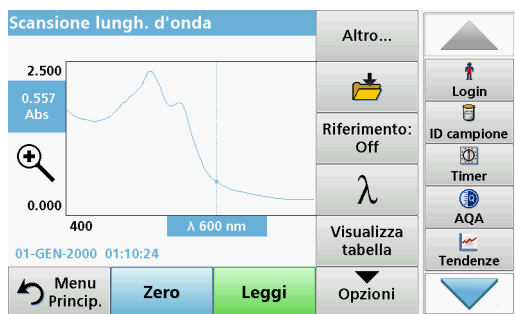 Scansione lungh. d'onda
Altro...
2.500
0.557
Abs
0.000
400
λ 600 nm
01-GEN-2000 01:10:24
Riferimento:
Off
λ
Visualizza
tabella
Menu
Princip.
Zero
Leggi
Opzioni
Login
ID campione
Timer
AQA
Tendenze